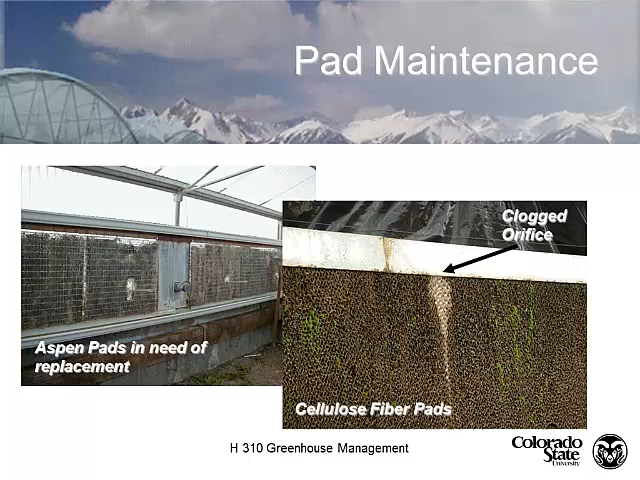 Pad Maintenance
Clogged
Orifice
Aspen Pads in need of
replacement
Cellulose Fiber Pads
H 310 Greenhouse Management
Colorado
State
University